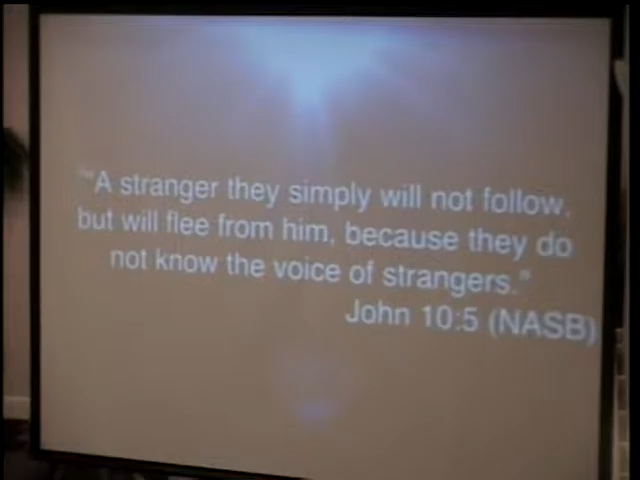 "A stranger they simply will not follow,
but will flee from him, because they do
not know the voice of strangers."
John 10:5 (NASB)